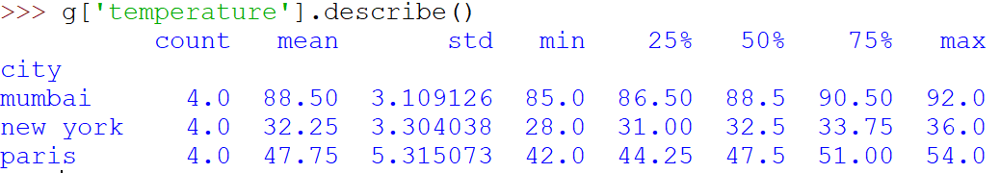 >>> g['temperature'].describe()
count mean std min 25% 50% 75% max
city
mumbai 4.0 88.50 3.109126 85.0 86.50 88.5 90.50 92.0
new york 4.0 32.25 3.304038 28.0 31.00 32.5 33.75 36.0
paris 4.0 47.75 5.315073 42.0 44.25 47.5 51.00 54.0